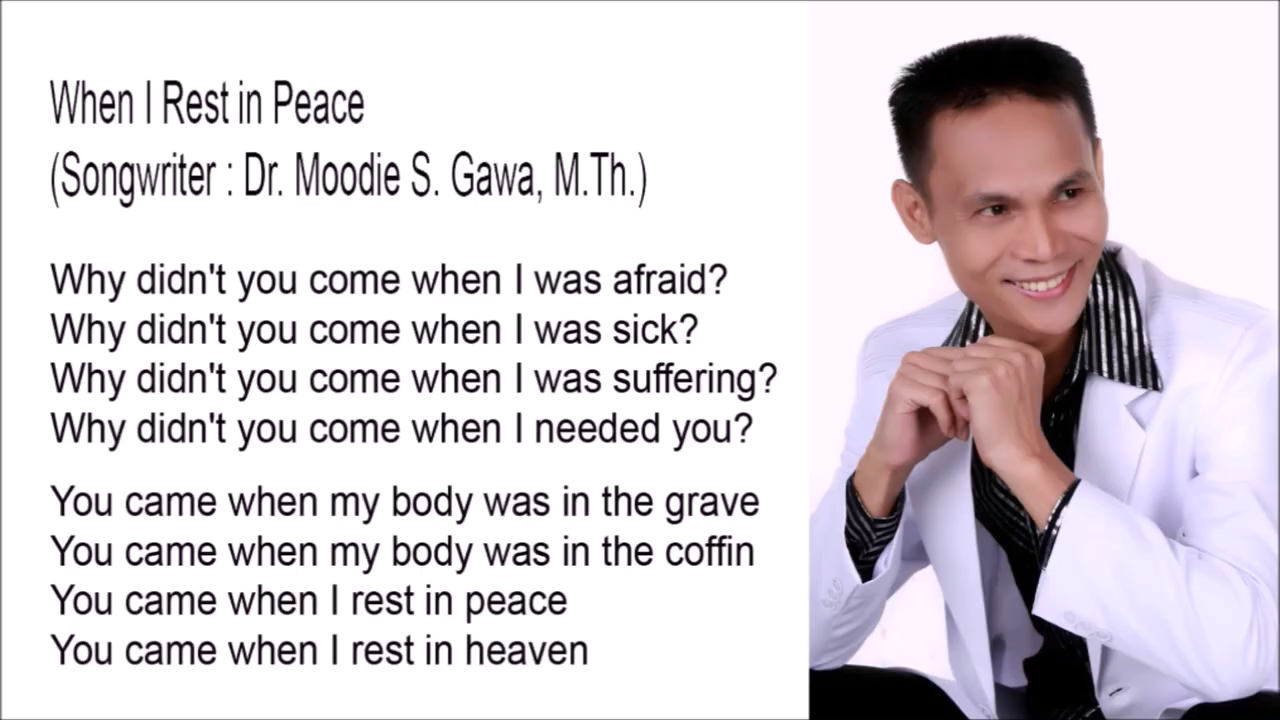 When I Rest in Peace
(Songwriter : Dr. Moodie S. Gawa, M.Th.)
Why didn't you come when I was afraid?
Why didn't you come when I was sick?
Why didn't you come when I was suffering?
Why didn't you come when I needed you?
You came when my body was in the grave
You came when my body was in the coffin
You came when I rest in peace
You came when I rest in heaven